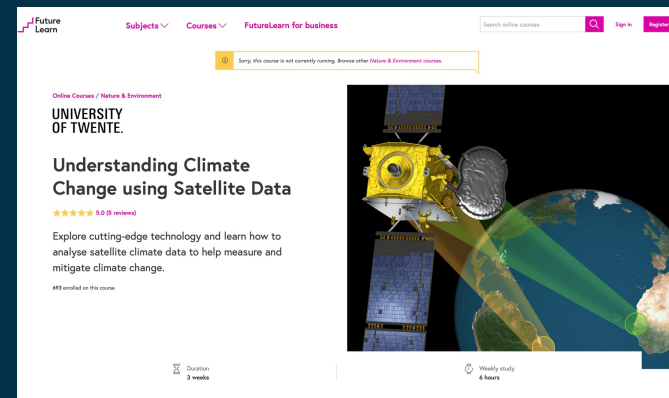 Future
Learn
Subjects
Courses
FutureLearn for business
Search online courses
Sign in
Register
Sorry, this course is not currently running. Browse other Nature & Environment courses.
Online Courses / Nature & Environment
UNIVERSITY
OF TWENTE.
Understanding Climate
Change using Satellite Data
5.0 (5 reviews)
Explore cutting-edge technology and learn how to
analyse satellite climate data to help measure and
mitigate climate change.
693 enrolled on this course
Duration
3 weeks
Weekly study
6 hours